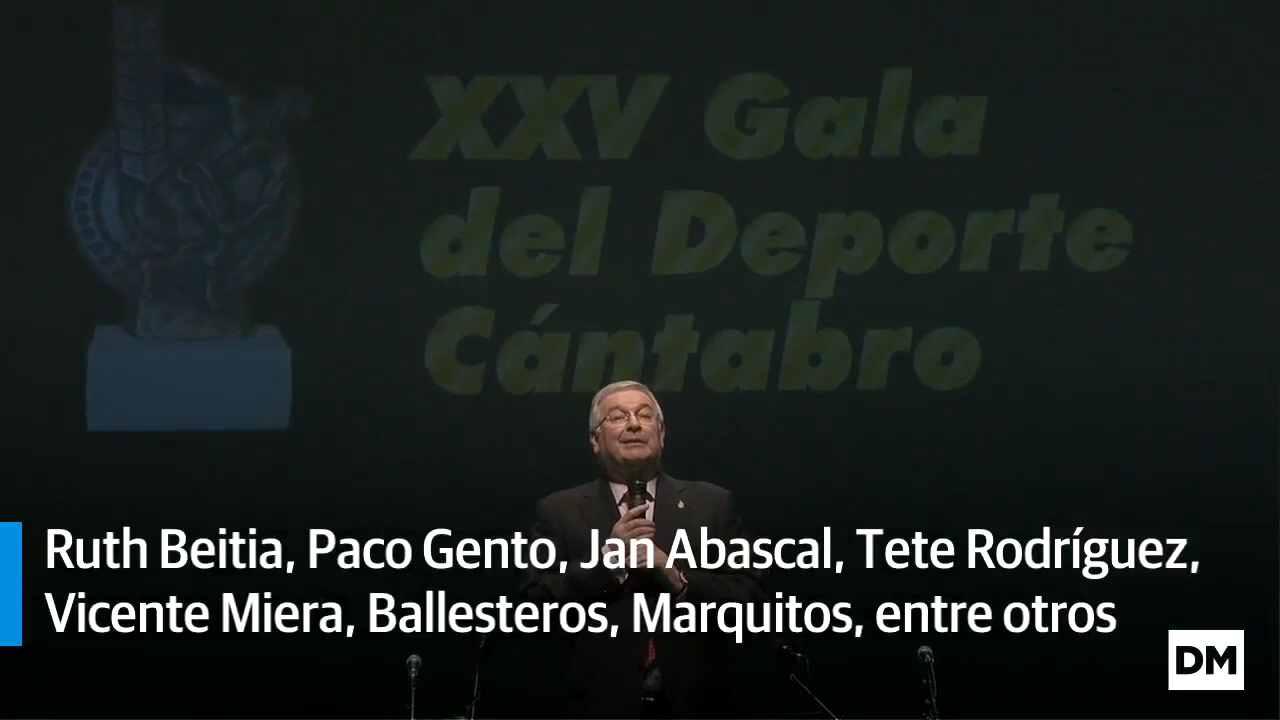 XXV Gala
del Deporte
Cántabro
Ruth Beitia, Paco Gento, Jan Abascal, Tete Rodríguez,
Vicente Miera, Ballesteros, Marquitos, entre otros
DM